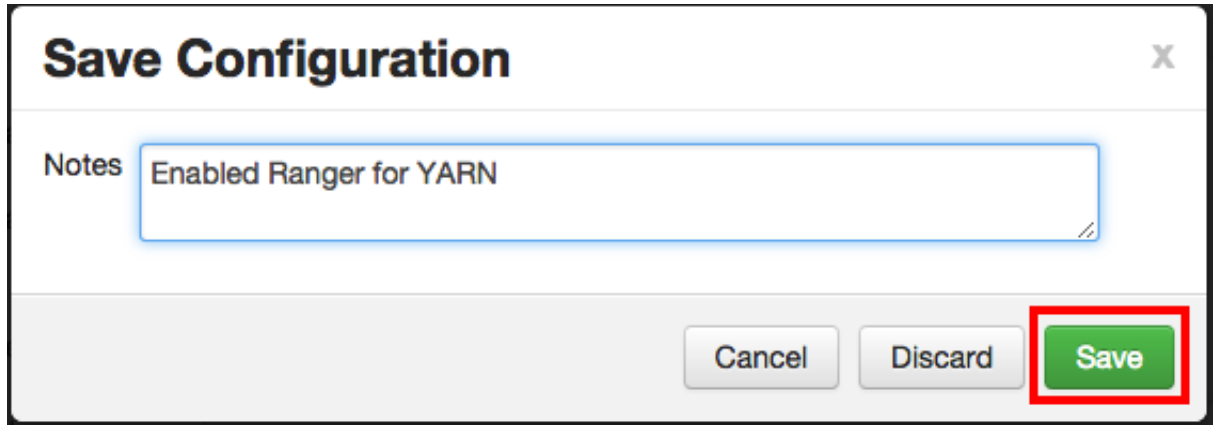 Save Configuration
x
Notes
Enabled Ranger for YARN
Cancel
Discard
Save